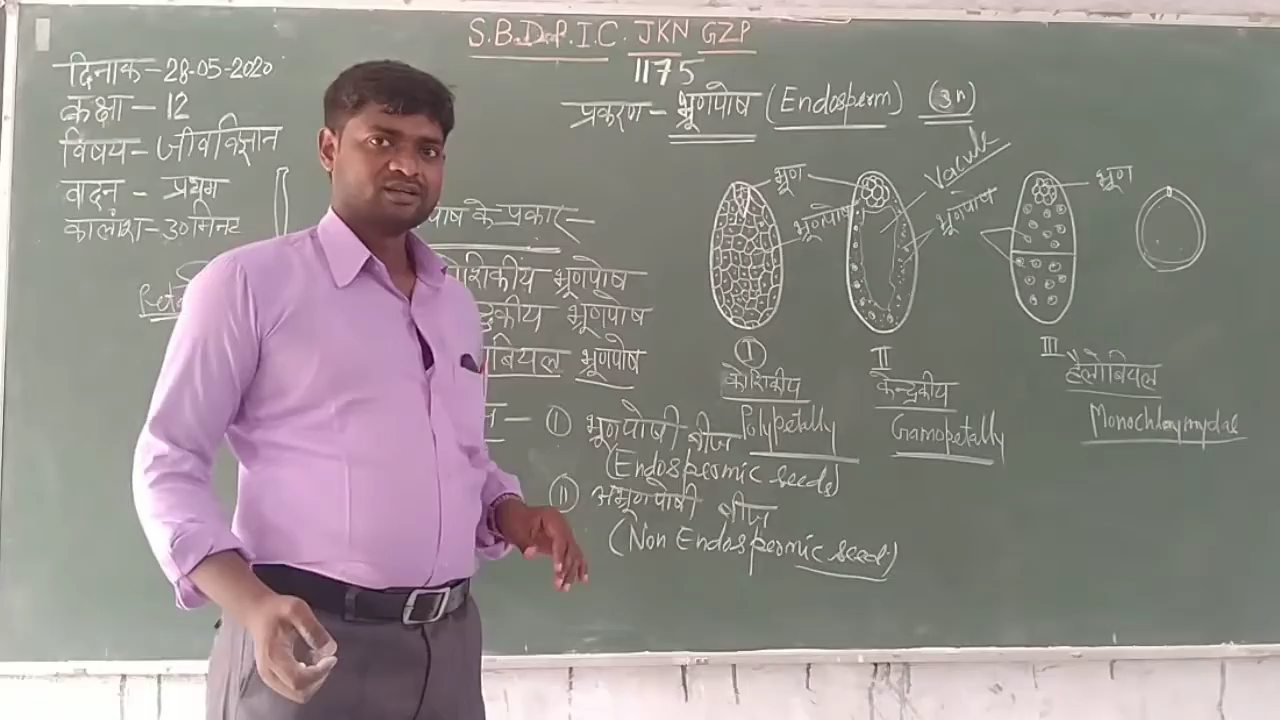 S.B.D.P.I.C. JKN GZP
1175
दिनाक-28-05-2020
कक्षा - 12
विषय - जीवविज्ञान
वादन - प्रथम
कालांश - 30 मिनट
प्रकरण - भ्रूणपोष (Endosperm) (3n)
पोष के प्रकार -
शिकीय भ्रूणपोष
कीय भ्रूणपोष
बियल भ्रूणपोष
I भ्रूणपोषी बीज
(Endospermic seeds)
II अभ्रूणपोषी बीज
(Non Endospermic seed)
भ्रूण
भ्रूणपोष
I
कोशिकीय
Polypetally
Vacule
भ्रूणपोष
II
केन्द्रकीय
Gamopetally
भ्रूण
III
हैलोबियल